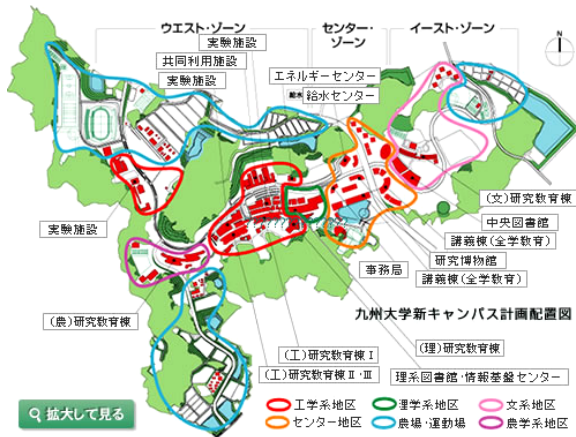 ウエスト・ゾーン
センター・
ゾーン
イースト・ゾーン
N
実験施設
共同利用施設
実験施設
エネルギーセンター
給水センター
(文)研究教育棟
中央図書館
講義棟(全学教育)
研究博物館
講義棟(全学教育)
事務局
実験施設
(農)研究教育棟
九州大学新キャンパス計画配置図
(理)研究教育棟
(工)研究教育棟Ⅰ
(工)研究教育棟Ⅱ・Ⅲ
理系図書館・情報基盤センター
拡大して見る
工学系地区
理学系地区
文系地区
センター地区
農場・運動場
農学系地区